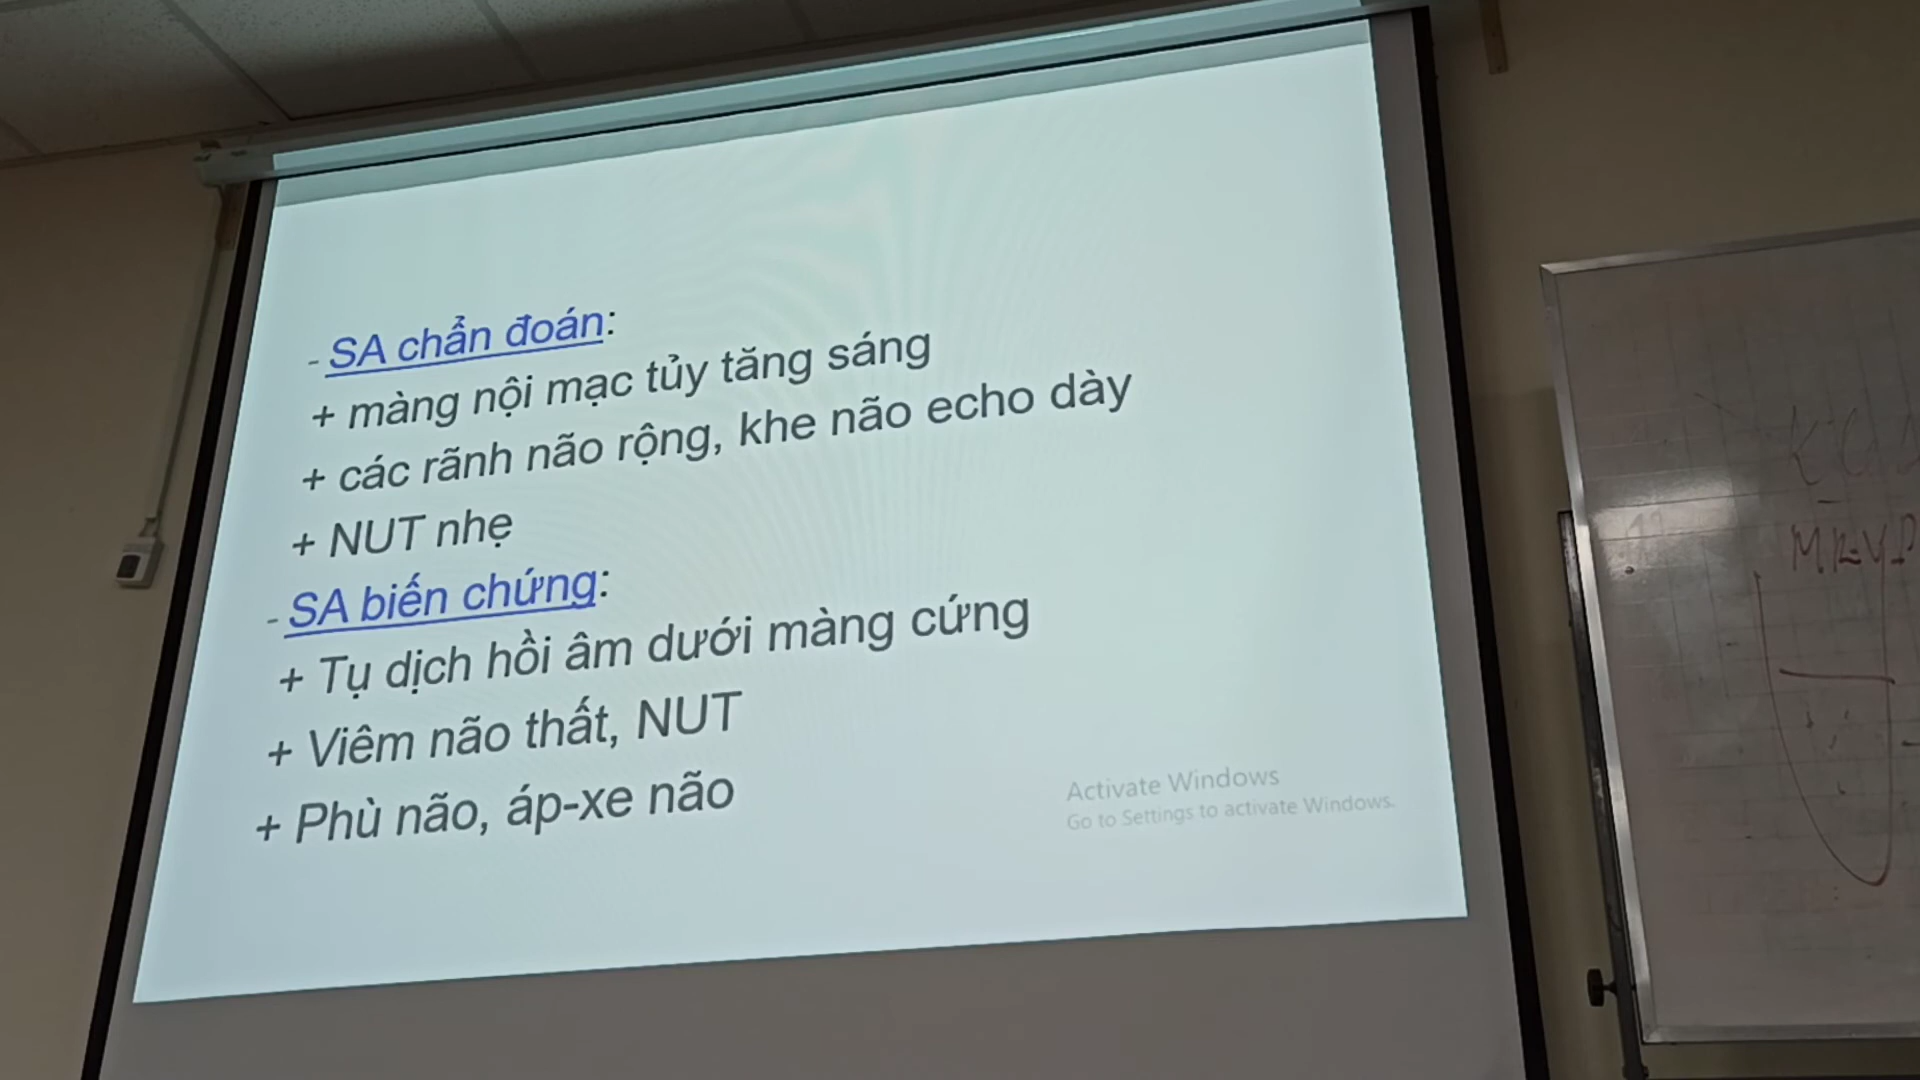 - SA chẩn đoán:
+ màng nội mạc tủy tăng sáng
+ các rãnh não rộng, khe não echo dày
+ NUT nhẹ
- SA biến chứng:
+ Tụ dịch hồi âm dưới màng cứng
+ Viêm não thất, NUT
+ Phù não, áp-xe não
Activate Windows
Go to Settings to activate Windows.